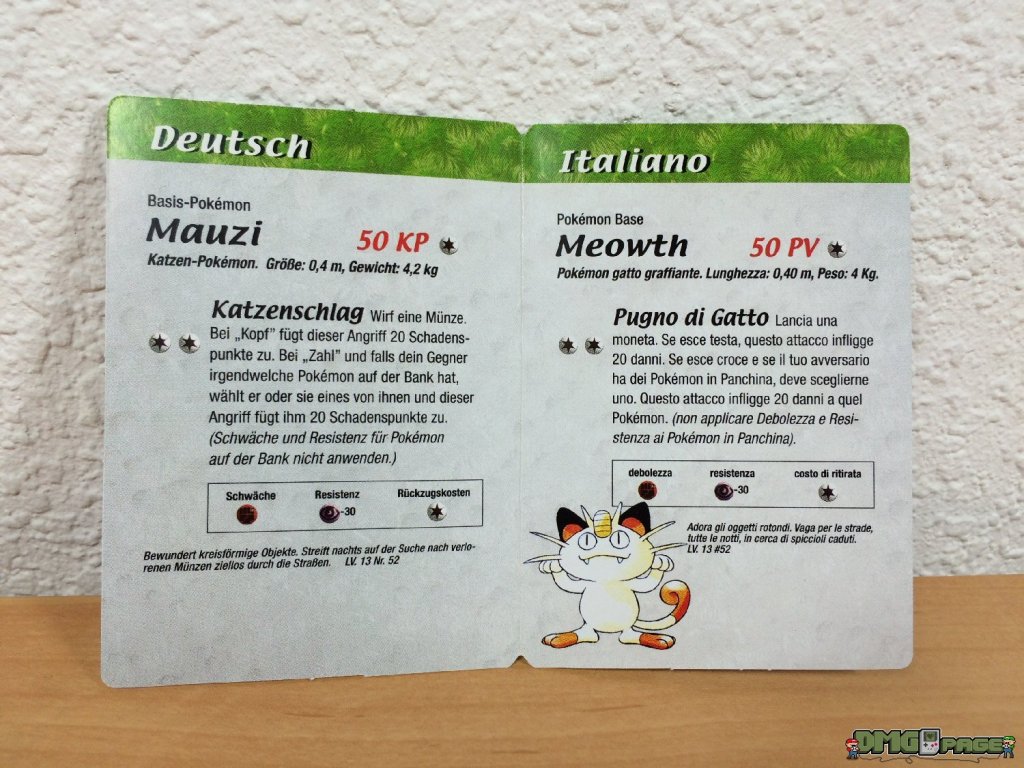 Deutsch
Basis-Pokémon
Mauzi 50 KP
Katzen-Pokémon. Größe: 0,4 m, Gewicht: 4,2 kg
Katzenschlag Wirf eine Münze.
Bei „Kopf" fügt dieser Angriff 20 Schadens-
punkte zu. Bei „Zahl" und falls dein Gegner
irgendwelche Pokémon auf der Bank hat,
wählt er oder sie eines von ihnen und dieser
Angriff fügt ihm 20 Schadenspunkte zu.
(Schwäche und Resistenz für Pokémon
auf der Bank nicht anwenden.)
Schwäche Resistenz Rückzugskosten
-30
Bewundert kreisförmige Objekte. Streift nachts auf der Suche nach verlo-
renen Münzen ziellos durch die Straßen. LV. 13 Nr. 52
Italiano
Pokémon Base
Meowth 50 PV
Pokémon gatto graffiante. Lunghezza: 0,40 m, Peso: 4 Kg.
Pugno di Gatto Lancia una
moneta. Se esce testa, questo attacco infligge
20 danni. Se esce croce e se il tuo avversario
ha dei Pokémon in Panchina, deve sceglierne
uno. Questo attacco infligge 20 danni a quel
Pokémon. (non applicare Debolezza e Resi-
stenza ai Pokémon in Panchina).
debolezza resistenza costo di ritirata
-30
Adora gli oggetti rotondi. Vaga per le strade,
tutte le notti, in cerca di spiccioli caduti.
LV. 13 #52
DMG PAGE